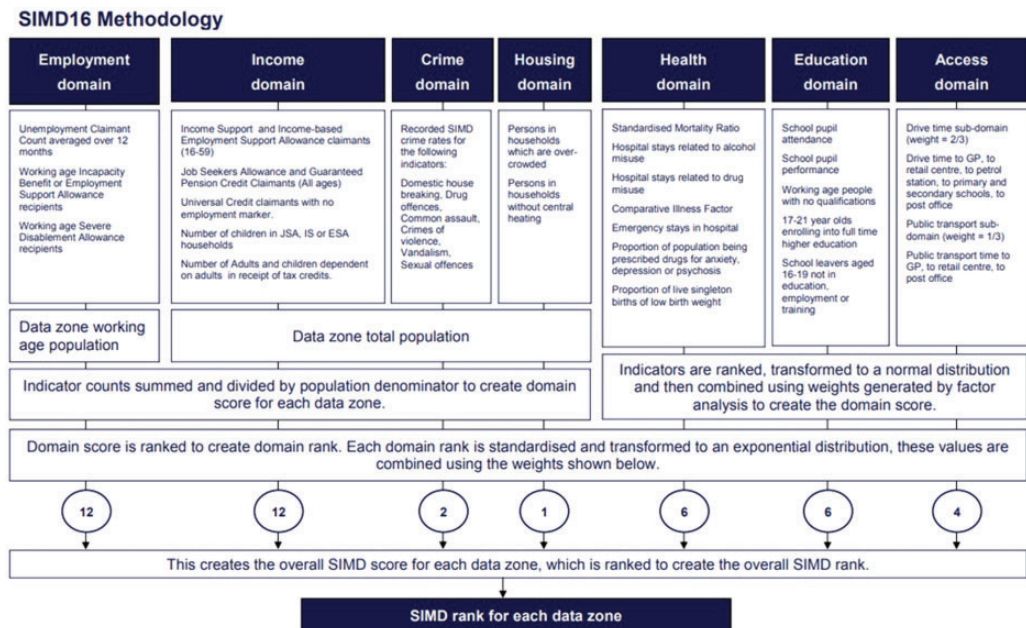 SIMD16 Methodology
Employment
domain
Income
domain
Crime
domain
Housing
domain
Health
domain
Education
domain
Access
domain
Unemployment Claimant
Count averaged over 12
months
Working age Incapacity
Benefit or Employment
Support Allowance
recipients
Working age Severe
Disablement Allowance
recipients
Income Support and Income-based
Employment Support Allowance claimants
(16-59)
Job Seekers Allowance and Guaranteed
Pension Credit Claimants (All ages)
Universal Credit claimants with no
employment marker.
Number of children in JSA, IS or ESA
households
Number of Adults and children dependent
on adults in receipt of tax credits.
Recorded SIMD
crime rates for
the following
indicators:
Domestic house
breaking, Drug
offences,
Common assault,
Crimes of
violence,
Vandalism,
Sexual offences
Persons in
households
which are over-
crowded
Persons in
households
without central
heating
Standardised Mortality Ratio
Hospital stays related to alcohol
misuse
Hospital stays related to drug
misuse
Comparative Illness Factor
Emergency stays in hospital
Proportion of population being
prescribed drugs for anxiety,
depression or psychosis
Proportion of live singleton
births of low birth weight
School pupil
attendance
School pupil
performance
Working age people
with no qualifications
17-21 year olds
enrolling into full time
higher education
School leavers aged
16-19 not in
education,
employment or
training
Drive time sub-domain
(weight = 2/3)
Drive time to GP, to
retail centre, to petrol
station, to primary and
secondary schools, to
post office
Public transport sub-
domain (weight = 1/3)
Public transport time to
GP, to retail centre, to
post office
Data zone working
age population
Data zone total population
Indicator counts summed and divided by population denominator to create domain
score for each data zone.
Indicators are ranked, transformed to a normal distribution
and then combined using weights generated by factor
analysis to create the domain score.
Domain score is ranked to create domain rank. Each domain rank is standardised and transformed to an exponential distribution, these values are
combined using the weights shown below.
12
12
2
1
6
6
4
This creates the overall SIMD score for each data zone, which is ranked to create the overall SIMD rank.
SIMD rank for each data zone